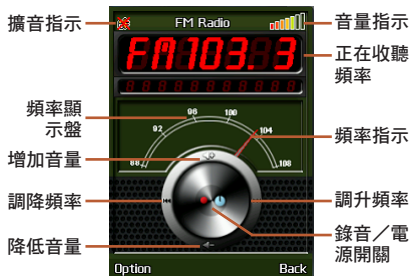 擴音指示
FM Radio
音量指示
FM103.3
正在收聽
頻率
頻率顯
示盤
88
92
96
100
104
108
頻率指示
增加音量
調降頻率
調升頻率
降低音量
錄音／電
源開關
Option
Back